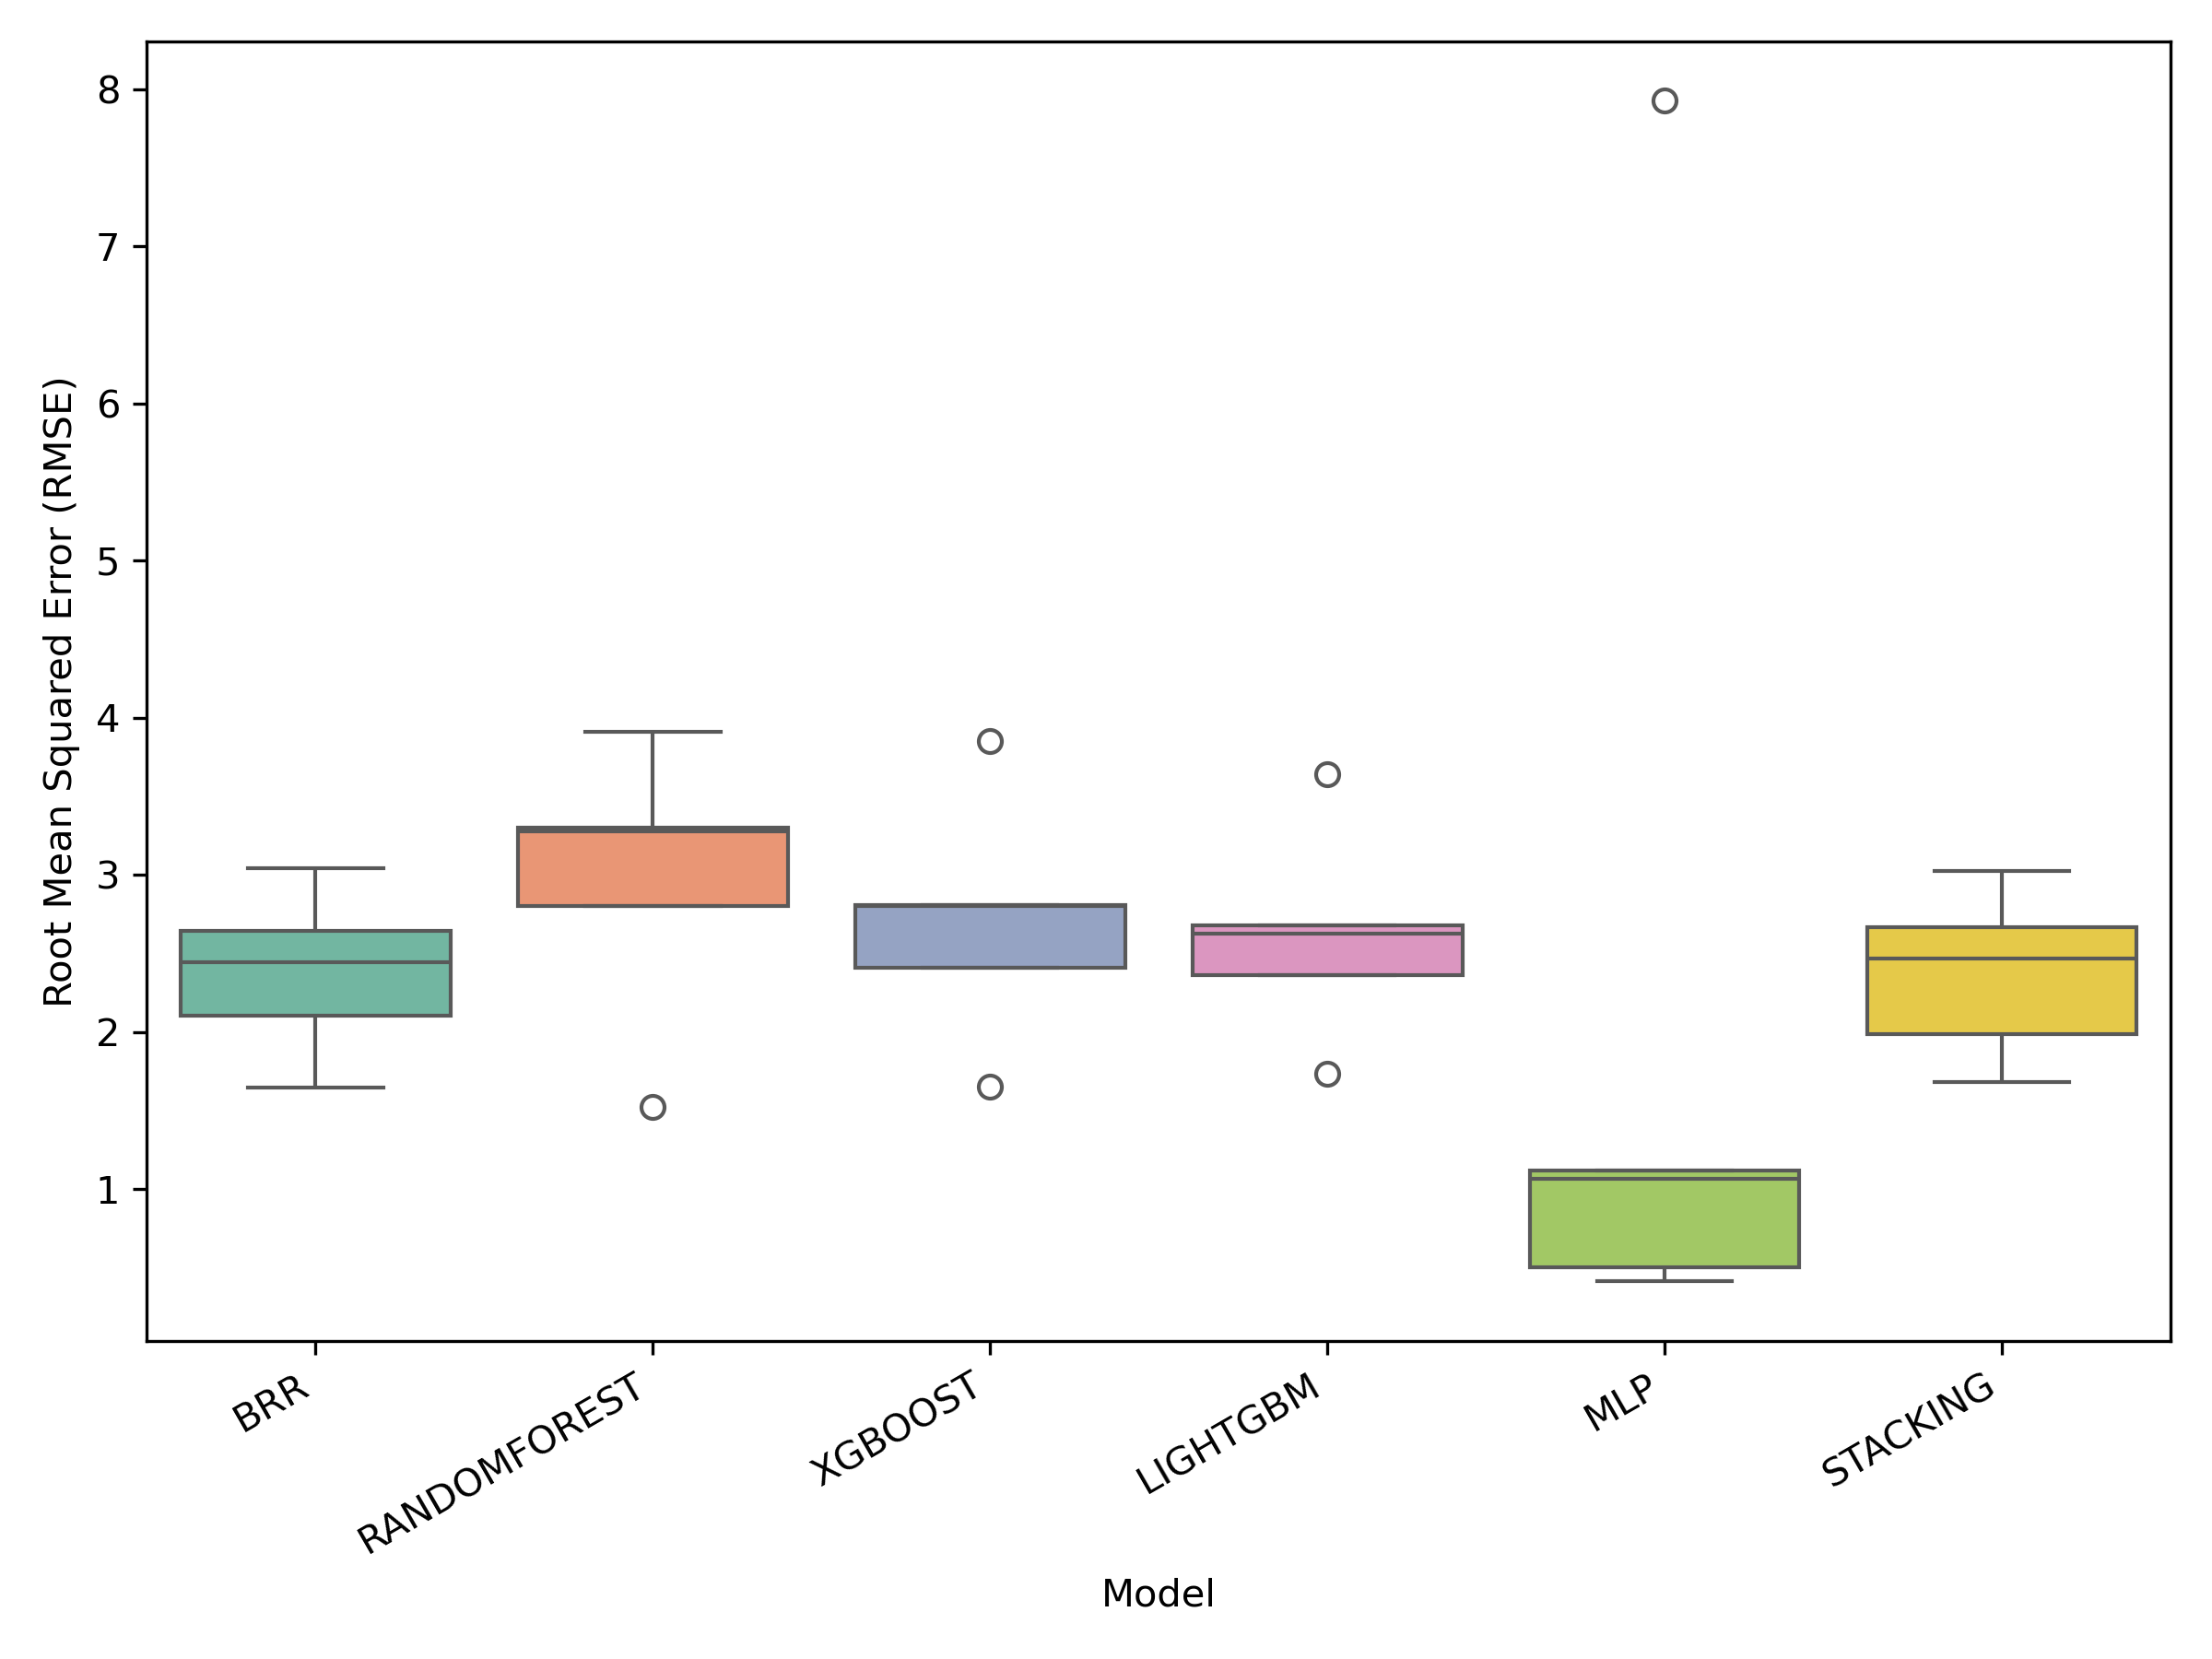 Root Mean Squared Error (RMSE)
8
7
6
5
4
3
2
1
BRR
RANDOMFOREST
XGBOOST
LIGHTGBM
MLP
STACKING
Model